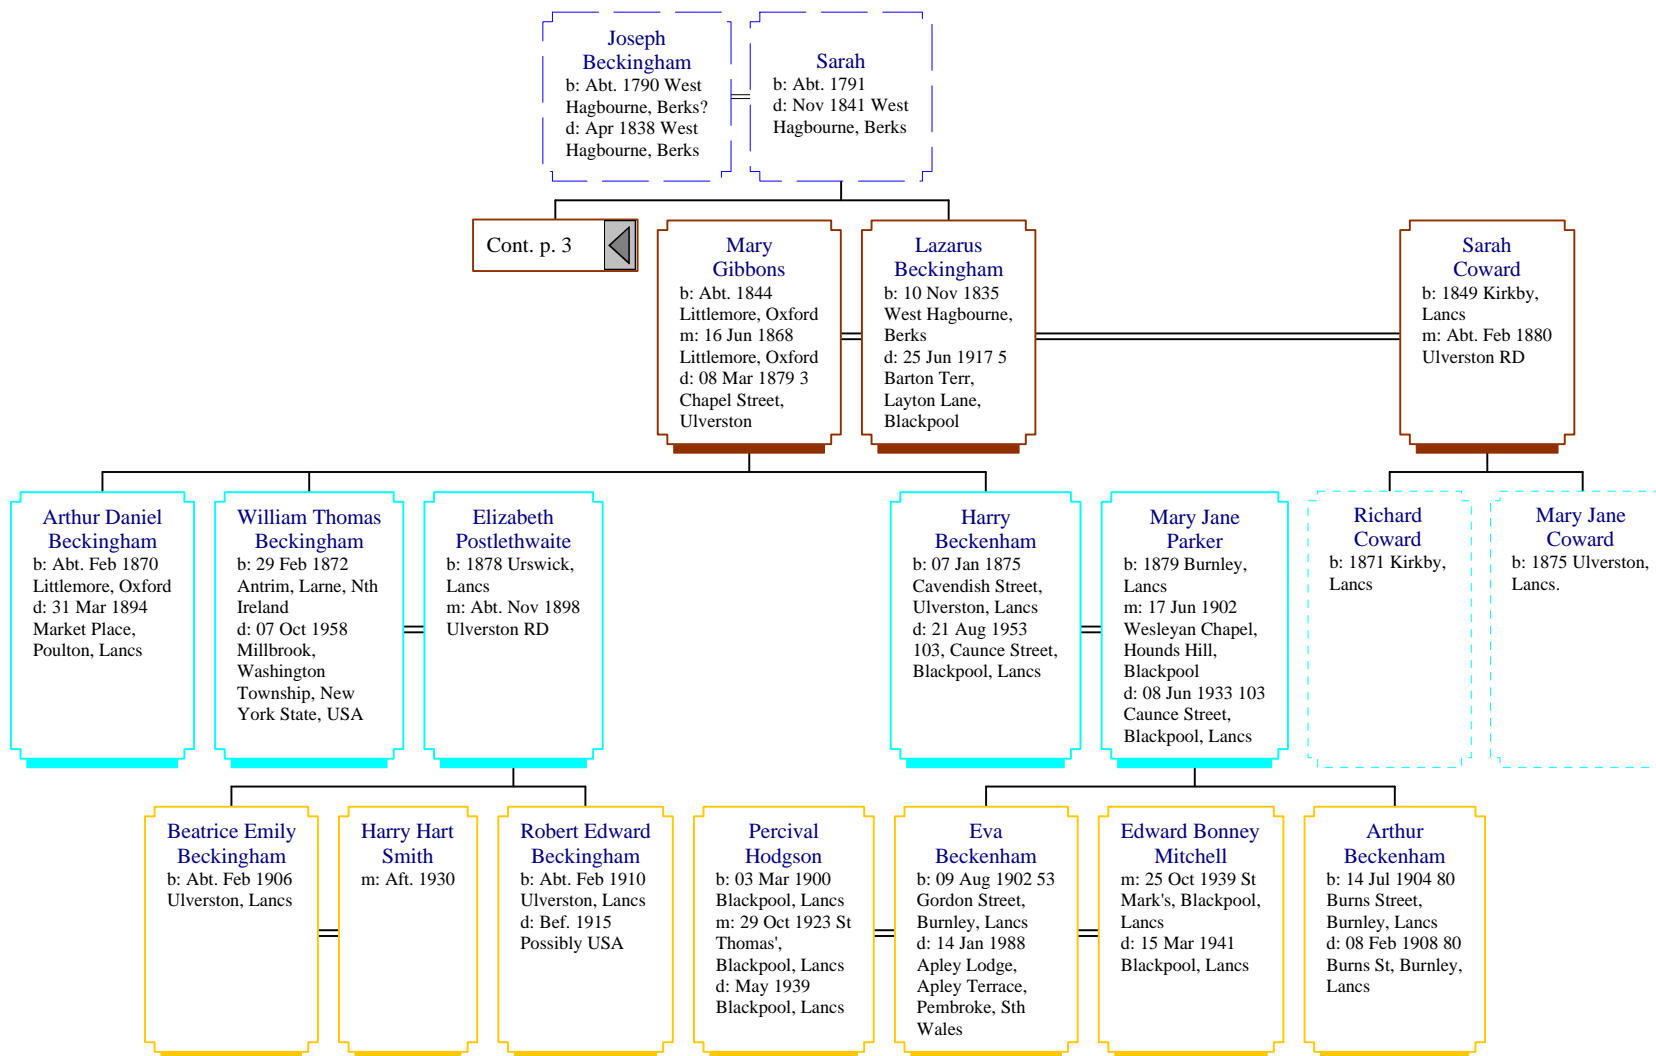 Joseph
Beckingham
b: Abt. 1790 West
Hagbourne, Berks?
d: Apr 1838 West
Hagbourne, Berks
Sarah
b: Abt. 1791
d: Nov 1841 West
Hagbourne, Berks
Cont. p. 3
Mary
Gibbons
b: Abt. 1844
Littlemore, Oxford
m: 16 Jun 1868
Littlemore, Oxford
d: 08 Mar 1879 3
Chapel Street,
Ulverston
Lazarus
Beckingham
b: 10 Nov 1835
West Hagbourne,
Berks
d: 25 Jun 1917 5
Barton Terr,
Layton Lane,
Blackpool
Sarah
Coward
b: 1849 Kirkby,
Lancs
m: Abt. Feb 1880
Ulverston RD
Arthur Daniel
Beckingham
b: Abt. Feb 1870
Littlemore, Oxford
d: 31 Mar 1894
Market Place,
Poulton, Lancs
William Thomas
Beckingham
b: 29 Feb 1872
Antrim, Larne, Nth
Ireland
d: 07 Oct 1958
Millbrook,
Washington
Township, New
York State, USA
Elizabeth
Postlethwaite
b: 1878 Urswick,
Lancs
m: Abt. Nov 1898
Ulverston RD
Harry
Beckenham
b: 07 Jan 1875
Cavendish Street,
Ulverston, Lancs
d: 21 Aug 1953
103, Caunce Street,
Blackpool, Lancs
Mary Jane
Parker
b: 1879 Burnley,
Lancs
m: 17 Jun 1902
Wesleyan Chapel,
Hounds Hill,
Blackpool
d: 08 Jun 1933 103
Caunce Street,
Blackpool, Lancs
Richard
Coward
b: 1871 Kirkby,
Lancs
Mary Jane
Coward
b: 1875 Ulverston,
Lancs.
Beatrice Emily
Beckingham
b: Abt. Feb 1906
Ulverston, Lancs
Harry Hart
Smith
m: Aft. 1930
Robert Edward
Beckingham
b: Abt. Feb 1910
Ulverston, Lancs
d: Bef. 1915
Possibly USA
Percival
Hodgson
b: 03 Mar 1900
Blackpool, Lancs
m: 29 Oct 1923 St
Thomas',
Blackpool, Lancs
d: May 1939
Blackpool, Lancs
Eva
Beckenham
b: 09 Aug 1902 53
Gordon Street,
Burnley, Lancs
d: 14 Jan 1988
Apley Lodge,
Apley Terrace,
Pembroke, Sth
Wales
Edward Bonney
Mitchell
m: 25 Oct 1939 St
Mark's, Blackpool,
Lancs
d: 15 Mar 1941
Blackpool, Lancs
Arthur
Beckenham
b: 14 Jul 1904 80
Burns Street,
Burnley, Lancs
d: 08 Feb 1908 80
Burns St, Burnley,
Lancs